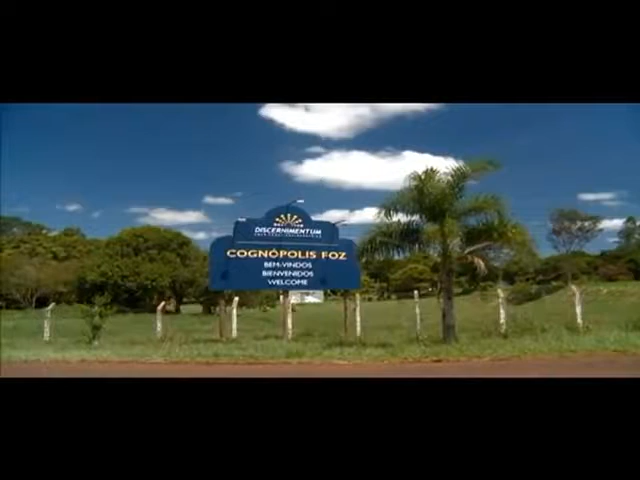 DISCERNIMENTUM
COGNÓPOLIS FOZ
BEM-VINDOS
BIENVENIDOS
WELCOME